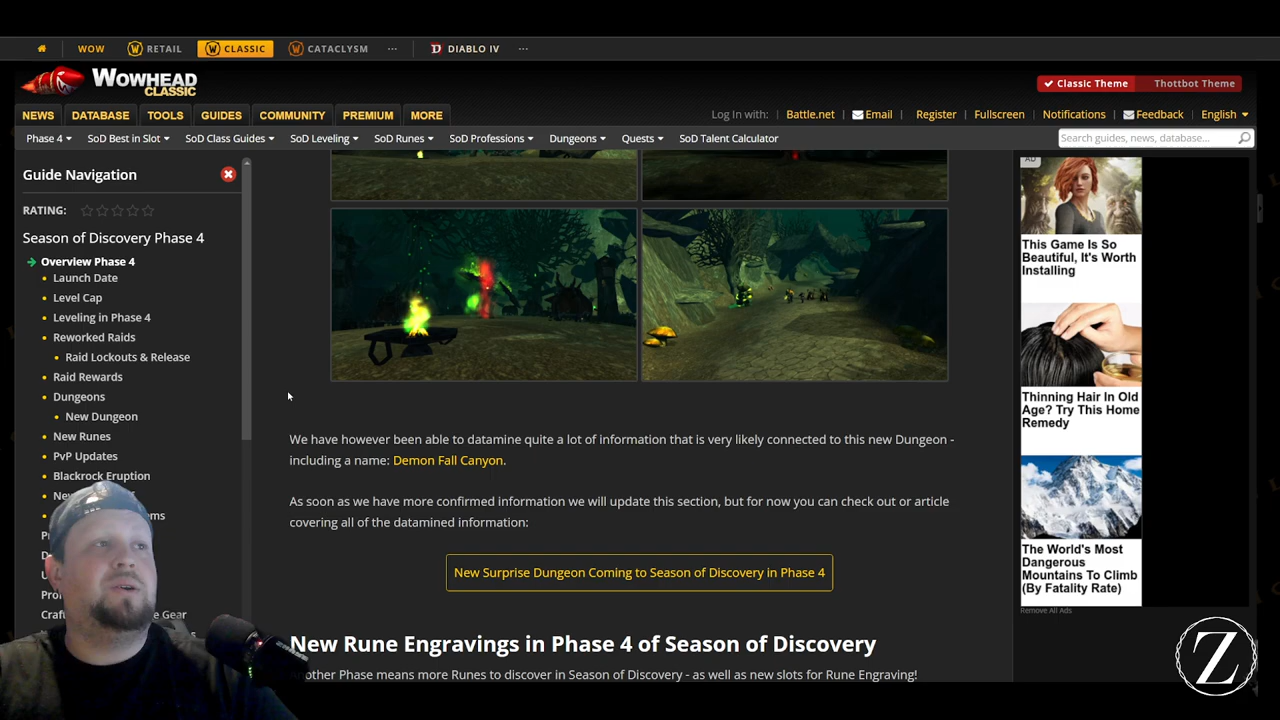 WOW
RETAIL
CLASSIC
CATACLYSM
...
DIABLO IV
...
WOWHEAD
CLASSIC
Classic Theme
Thottbot Theme
NEWS
DATABASE
TOOLS
GUIDES
COMMUNITY
PREMIUM
MORE
Log In with:
Battle.net
Email
Register
Fullscreen
Notifications
Feedback
English
Phase 4
SoD Best in Slot
SoD Class Guides
SoD Leveling
SoD Runes
SoD Professions
Dungeons
Quests
SoD Talent Calculator
Search guides, news, database...
Guide Navigation
RATING:
Season of Discovery Phase 4
Overview Phase 4
Launch Date
Level Cap
Leveling in Phase 4
Reworked Raids
Raid Lockouts & Release
Raid Rewards
Dungeons
New Dungeon
New Runes
PvP Updates
Blackrock Eruption
We have however been able to datamine quite a lot of information that is very likely connected to this new Dungeon -
including a name: Demon Fall Canyon.
As soon as we have more confirmed information we will update this section, but for now you can check out or article
covering all of the datamined information:
New Surprise Dungeon Coming to Season of Discovery in Phase 4
New Rune Engravings in Phase 4 of Season of Discovery
Phase means more Runes to discover in Season of Discovery - as well as new slots for Rune Engraving!
AD
This Game Is So
Beautiful, It's Worth
Installing
Thinning Hair In Old
Age? Try This Home
Remedy
The World's Most
Dangerous
Mountains To Climb
(By Fatality Rate)
Remove All Ads
Z